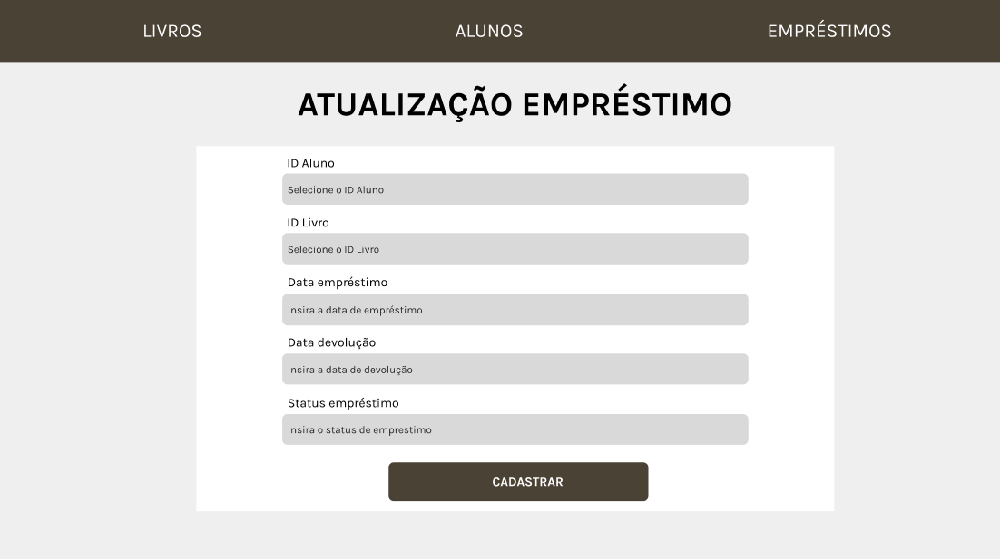 LIVROS ALUNOS EMPRÉSTIMOS
ATUALIZAÇÃO EMPRÉSTIMO
ID Aluno
Selecione o ID Aluno
ID Livro
Selecione o ID Livro
Data empréstimo
Insira a data de empréstimo
Data devolução
Insira a data de devolução
Status empréstimo
Insira o status de emprestimo
CADASTRAR